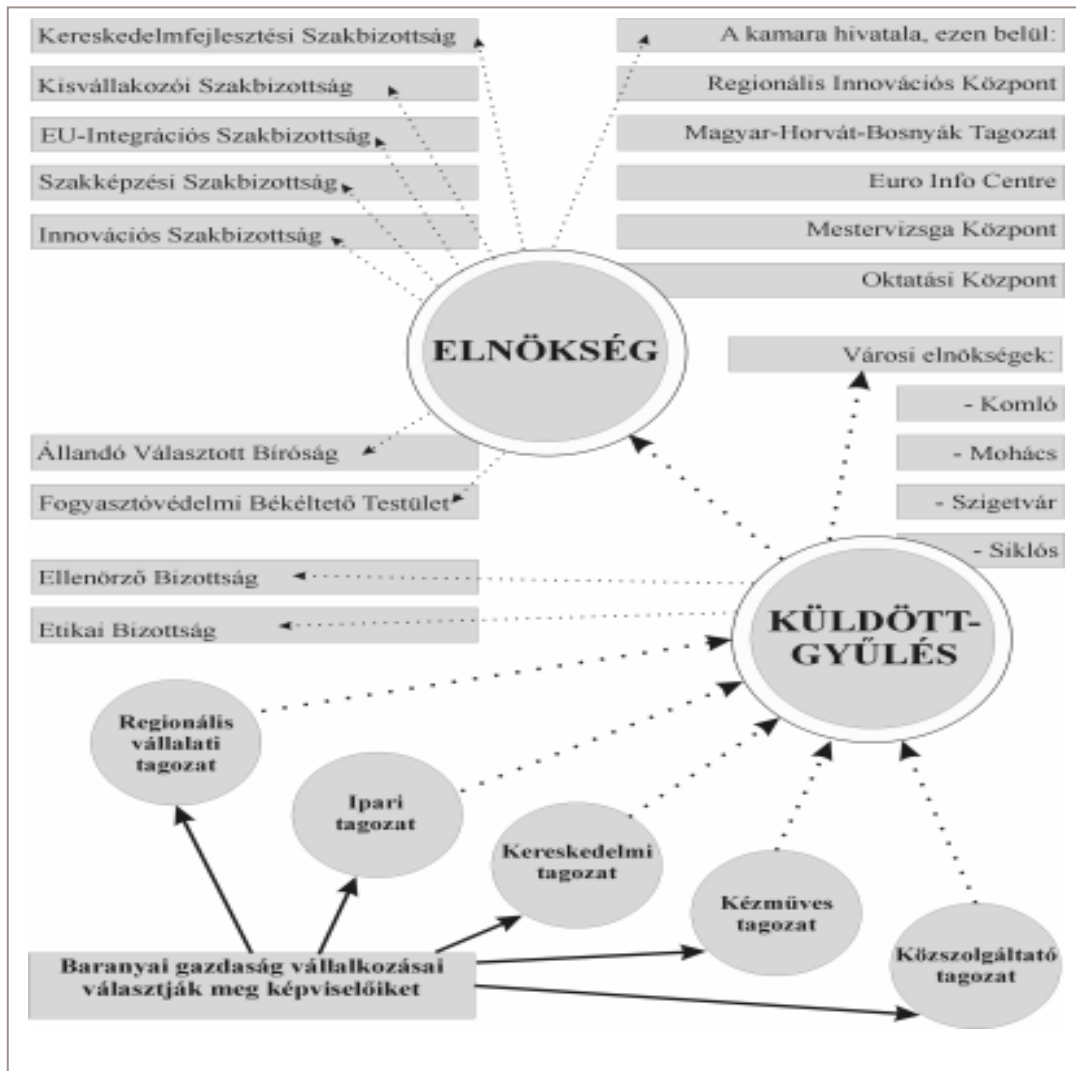 Kereskedelmfejlesztési Szakbizottság
Kisvállakozói Szakbizottság
EU-Integrációs Szakbizottság
Szakképzési Szakbizottság
Innovációs Szakbizottság
A kamara hivatala, ezen belül:
Regionális Innovációs Központ
Magyar-Horvát-Bosnyák Tagozat
Euro Info Centre
Mestervizsga Központ
Oktatási Központ
ELNÖKSÉG
Városi elnökségek:
- Komló
- Mohács
- Szigetvár
- Siklós
Állandó Választott Bíróság
Fogyasztóvédelmi Békéltető Testület
Ellenörző Bizottság
Etikai Bizottság
KÜLDÖTT-
GYŰLÉS
Regionális
vállalati
tagozat
Ipari
tagozat
Kereskedelmi
tagozat
Kézmüves
tagozat
Közszolgáltató
tagozat
Baranyai gazdaság vállalkozásai
választják meg képviselőiket